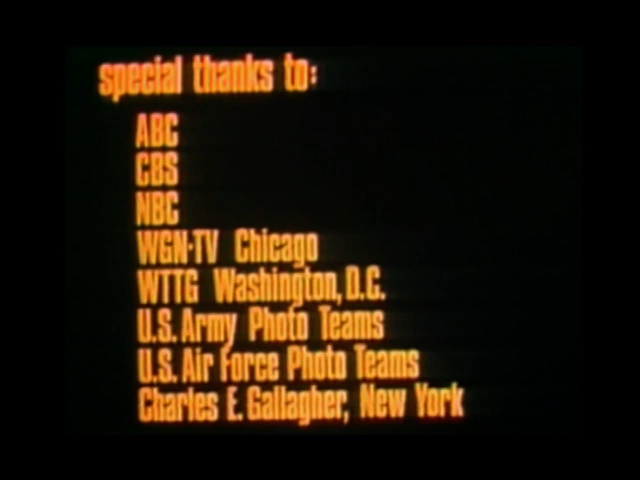 special thanks to:
ABC
CBS
NBC
WGN-TV Chicago
WTTG Washington, D.C.
U.S. Army Photo Teams
U.S. Air Force Photo Teams
Charles E. Gallagher, New York